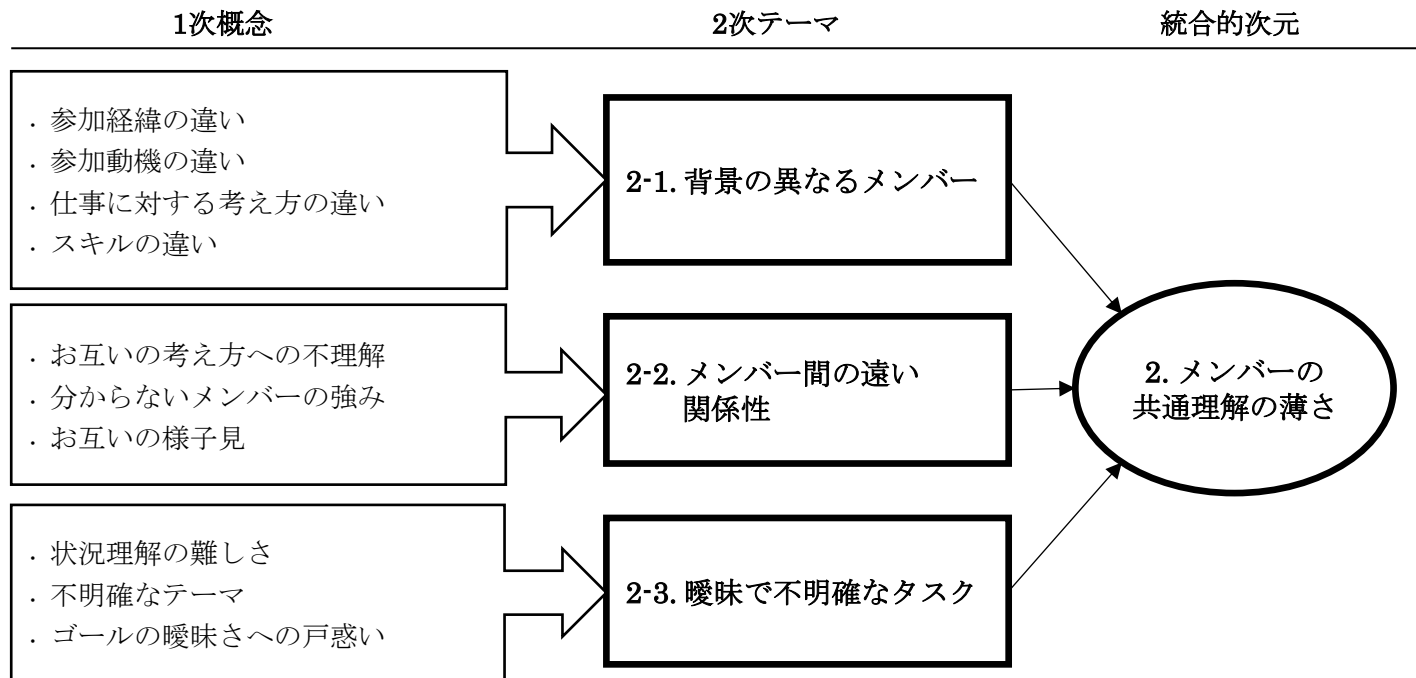 1次概念
2次テーマ
統合的次元
. 参加経緯の違い
. 参加動機の違い
. 仕事に対する考え方の違い
. スキルの違い
2-1. 背景の異なるメンバー
. お互いの考え方への不理解
. 分からないメンバーの強み
. お互いの様子見
2-2. メンバー間の遠い
関係性
. 状況理解の難しさ
. 不明確なテーマ
. ゴールの曖昧さへの戸惑い
2-3. 曖昧で不明確なタスク
2. メンバーの
共通理解の薄さ